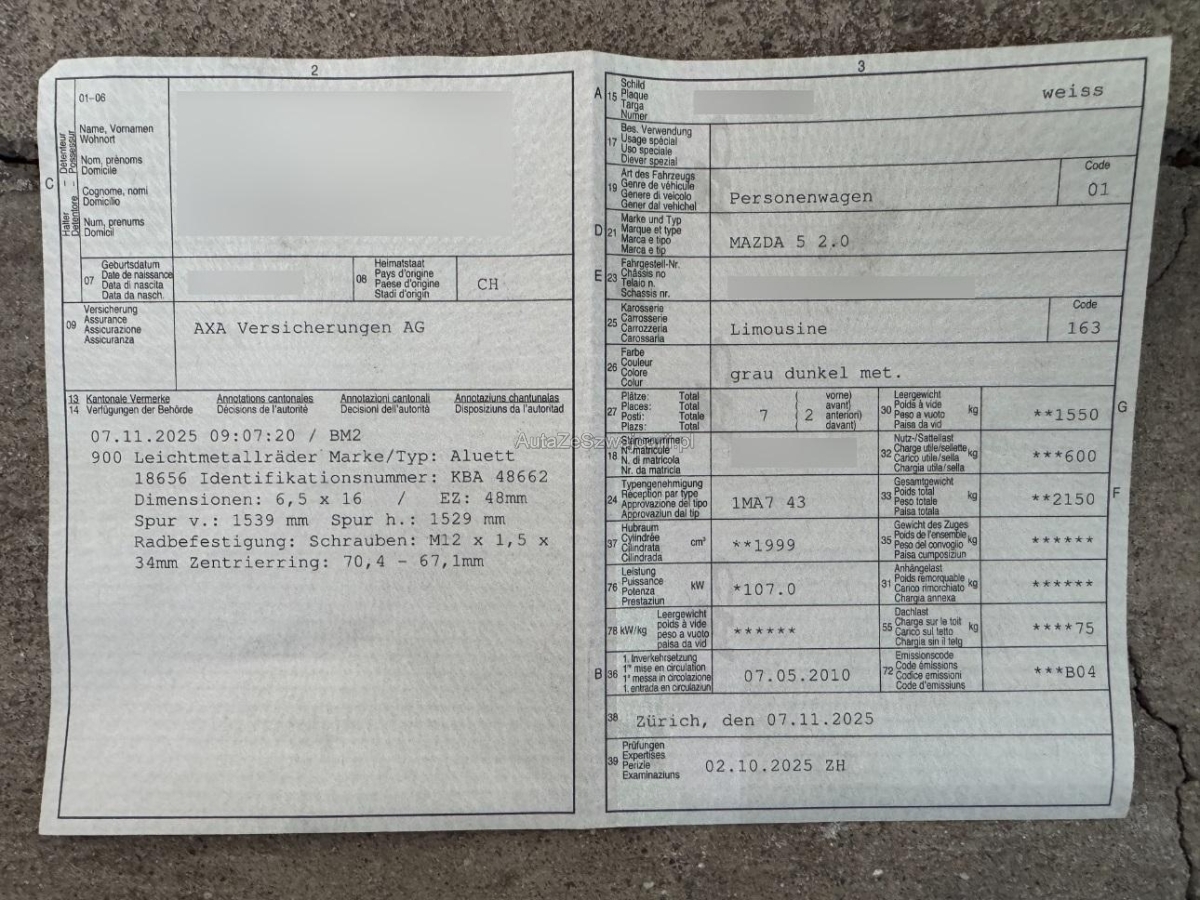 2
01-06
C
Halter - Détenteur
Detentore - Possessur
Name, Vornamen
Wohnort
Nom, prénoms
Domicile
Cognome, nomi
Domicilio
Num, prenums
Domicil
07
Geburtsdatum
Date de naissance
Data di nascita
Data da nasch.
08
Heimatstaat
Pays d'origine
Paese d'origine
Stadi d'origin
CH
09
Versicherung
Assurance
Assicurazione
Assicuranza
AXA Versicherungen AG
13 Kantonale Vermerke Annotations cantonales Annotazioni cantonali Annotaziuns chantunalas
14 Verfügungen der Behörde Décisions de l'autorité Decisioni dell'autorità Disposiziuns da l'autoritad
07.11.2025 09:07:20 / BM2
900 Leichtmetallräder Marke/Typ: Aluett
18656 Identifikationsnummer: KBA 48662
Dimensionen: 6,5 x 16 / EZ: 48mm
Spur v.: 1539 mm Spur h.: 1529 mm
Radbefestigung: Schrauben: M12 x 1,5 x
34mm Zentrierring: 70,4 - 67,1mm
3
A 15
Schild
Plaque
Targa
Numer
weiss
17
Bes. Verwendung
Usage spécial
Uso speciale
Diever spezial
19
Art des Fahrzeugs
Genre de véhicule
Genere di veicolo
Gener dal vehichel
Personenwagen
Code
01
D 21
Marke und Typ
Marque et type
Marca e tipo
Marca e tip
MAZDA 5 2.0
E 23
Fahrgestell-Nr.
Châssis no
Telaio n.
Schassis nr.
25
Karosserie
Carrosserie
Carrozzeria
Carossaria
Limousine
Code
163
26
Farbe
Couleur
Colore
Colur
grau dunkel met.
27
Plätze: Total
Places: Total
Posti: Totale
Plazs: Total
7
( 2
vorne)
avant)
anteriori)
davant)
30
Leergewicht
Poids à vide
Peso a vuoto
Paisa da vid
kg
**1550
G
AutaZeSzwajcarii.pl
18
Stammnummer
N° matricule
N. di matricola
Nr. da matricla
32
Nutz-/Sattellast
Charge utile/sellette
Carico utile/sella
Chargia utila/sella
kg
***600
24
Typengenehmigung
Réception par type
Approvazione del tipo
Approvaziun dal tip
1MA7 43
33
Gesamtgewicht
Poids total
Peso totale
Paisa totala
kg
**2150
F
37
Hubraum
Cylindrée
Cilindrata
Cilindrada
cm³
**1999
35
Gewicht des Zuges
Poids de l'ensemble
Peso del convoglio
Paisa cumposiziun
kg
******
76
Leistung
Puissance
Potenza
Prestaziun
kW
*107.0
31
Anhängelast
Poids remorquable
Carico rimorchiato
Chargia annexa
kg
******
78 kW/kg
Leergewicht
poids à vide
peso a vuoto
paisa da vid
******
55
Dachlast
Charge sur le toit
Carico sul tetto
Chargia sin il tetg
kg
****75
B 36
1. Inverkehrsetzung
1re mise en circulation
1a messa in circolazione
1. entrada en circulaziun
07.05.2010
72
Emissionscode
Code émissions
Codice emissioni
Code d'emissiuns
***B04
38
Zürich, den 07.11.2025
39
Prüfungen
Expertises
Perizie
Examinaziuns
02.10.2025 ZH